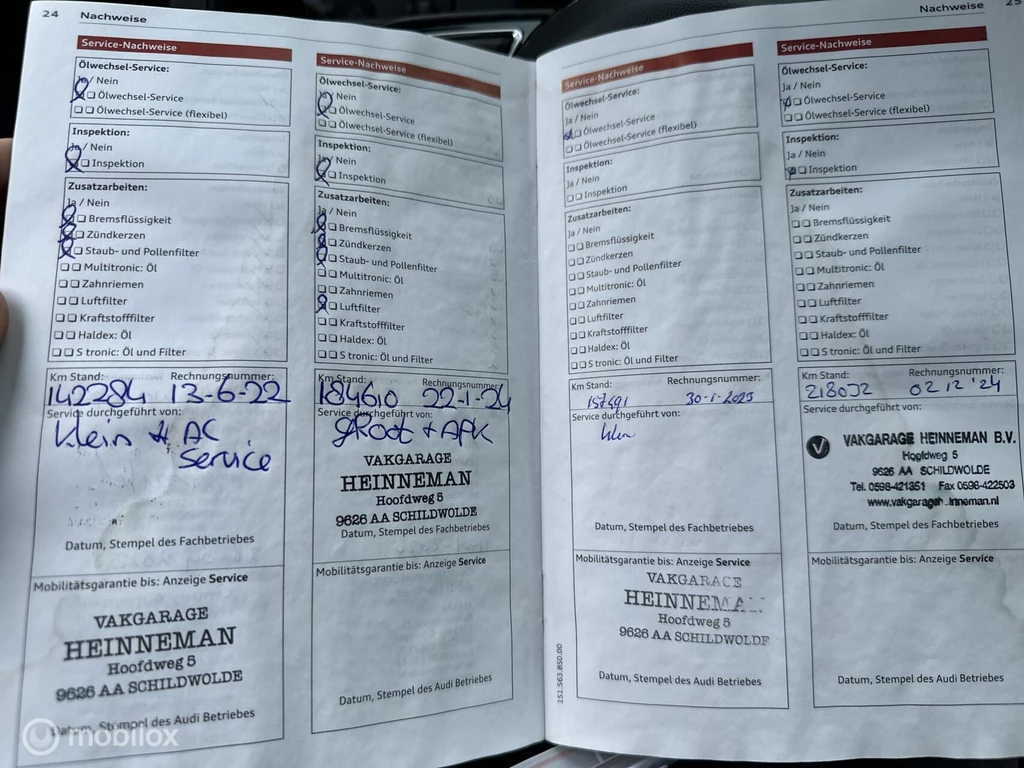 24 Nachweise
Service-Nachweise
Ölwechsel-Service:
Ja / Nein
Ölwechsel-Service
Ölwechsel-Service (flexibel)
Inspektion:
Ja / Nein
Inspektion
Zusatzarbeiten:
Ja / Nein
Bremsflüssigkeit
Zündkerzen
Staub- und Pollenfilter
Multitronic: Öl
Zahnriemen
Luftfilter
Kraftstofffilter
Haldex: Öl
S tronic: Öl und Filter
Km Stand: Rechnungsnummer:
142284 13-6-22
Service durchgeführt von:
klein + AC
Service
Datum, Stempel des Fachbetriebes
Mobilitätsgarantie bis: Anzeige Service
VAKGARAGE
HEINNEMAN
Hoofdweg 5
9626 AA SCHILDWOLDE
Datum, Stempel des Audi Betriebes
Service-Nachweise
Ölwechsel-Service:
Ja / Nein
Ölwechsel-Service
Ölwechsel-Service (flexibel)
Inspektion:
Ja / Nein
Inspektion
Zusatzarbeiten:
Ja / Nein
Bremsflüssigkeit
Zündkerzen
Staub- und Pollenfilter
Multitronic: Öl
Zahnriemen
Luftfilter
Kraftstofffilter
Haldex: Öl
S tronic: Öl und Filter
Km Stand: Rechnungsnummer:
184610 22-1-24
Service durchgeführt von:
gRoot + APK
VAKGARAGE
HEINNEMAN
Hoofdweg 5
9626 AA SCHILDWOLDE
Datum, Stempel des Fachbetriebes
Mobilitätsgarantie bis: Anzeige Service
Datum, Stempel des Audi Betriebes
Nachweise 25
Service-Nachweise
Ölwechsel-Service:
Ja / Nein
Ölwechsel-Service
Ölwechsel-Service (flexibel)
Inspektion:
Ja / Nein
Inspektion
Zusatzarbeiten:
Ja / Nein
Bremsflüssigkeit
Zündkerzen
Staub- und Pollenfilter
Multitronic: Öl
Zahnriemen
Luftfilter
Kraftstofffilter
Haldex: Öl
S tronic: Öl und Filter
Km Stand: Rechnungsnummer:
157491 30-1-2023
Service durchgeführt von:
klein
Datum, Stempel des Fachbetriebes
Mobilitätsgarantie bis: Anzeige Service
VAKGARAGE
HEINNEMA
Hoofdweg 5
9626 AA SCHILDWOLDE
Datum, Stempel des Audi Betriebes
151.563.850.00
Service-Nachweise
Ölwechsel-Service:
Ja / Nein
Ölwechsel-Service
Ölwechsel-Service (flexibel)
Inspektion:
Ja / Nein
Inspektion
Zusatzarbeiten:
Ja / Nein
Bremsflüssigkeit
Zündkerzen
Staub- und Pollenfilter
Multitronic: Öl
Zahnriemen
Luftfilter
Kraftstofffilter
Haldex: Öl
S tronic: Öl und Filter
Km Stand: Rechnungsnummer:
218032 02 12 '24
Service durchgeführt von:
VAKGARAGE HEINNEMAN B.V.
Hoofdweg 5
9626 AA SCHILDWOLDE
Tel. 0598-421351 Fax 0598-422503
www.vakgarageh inneman.nl
Datum, Stempel des Fachbetriebes
Mobilitätsgarantie bis: Anzeige Service
Datum, Stempel des Audi Betriebes
mobilox